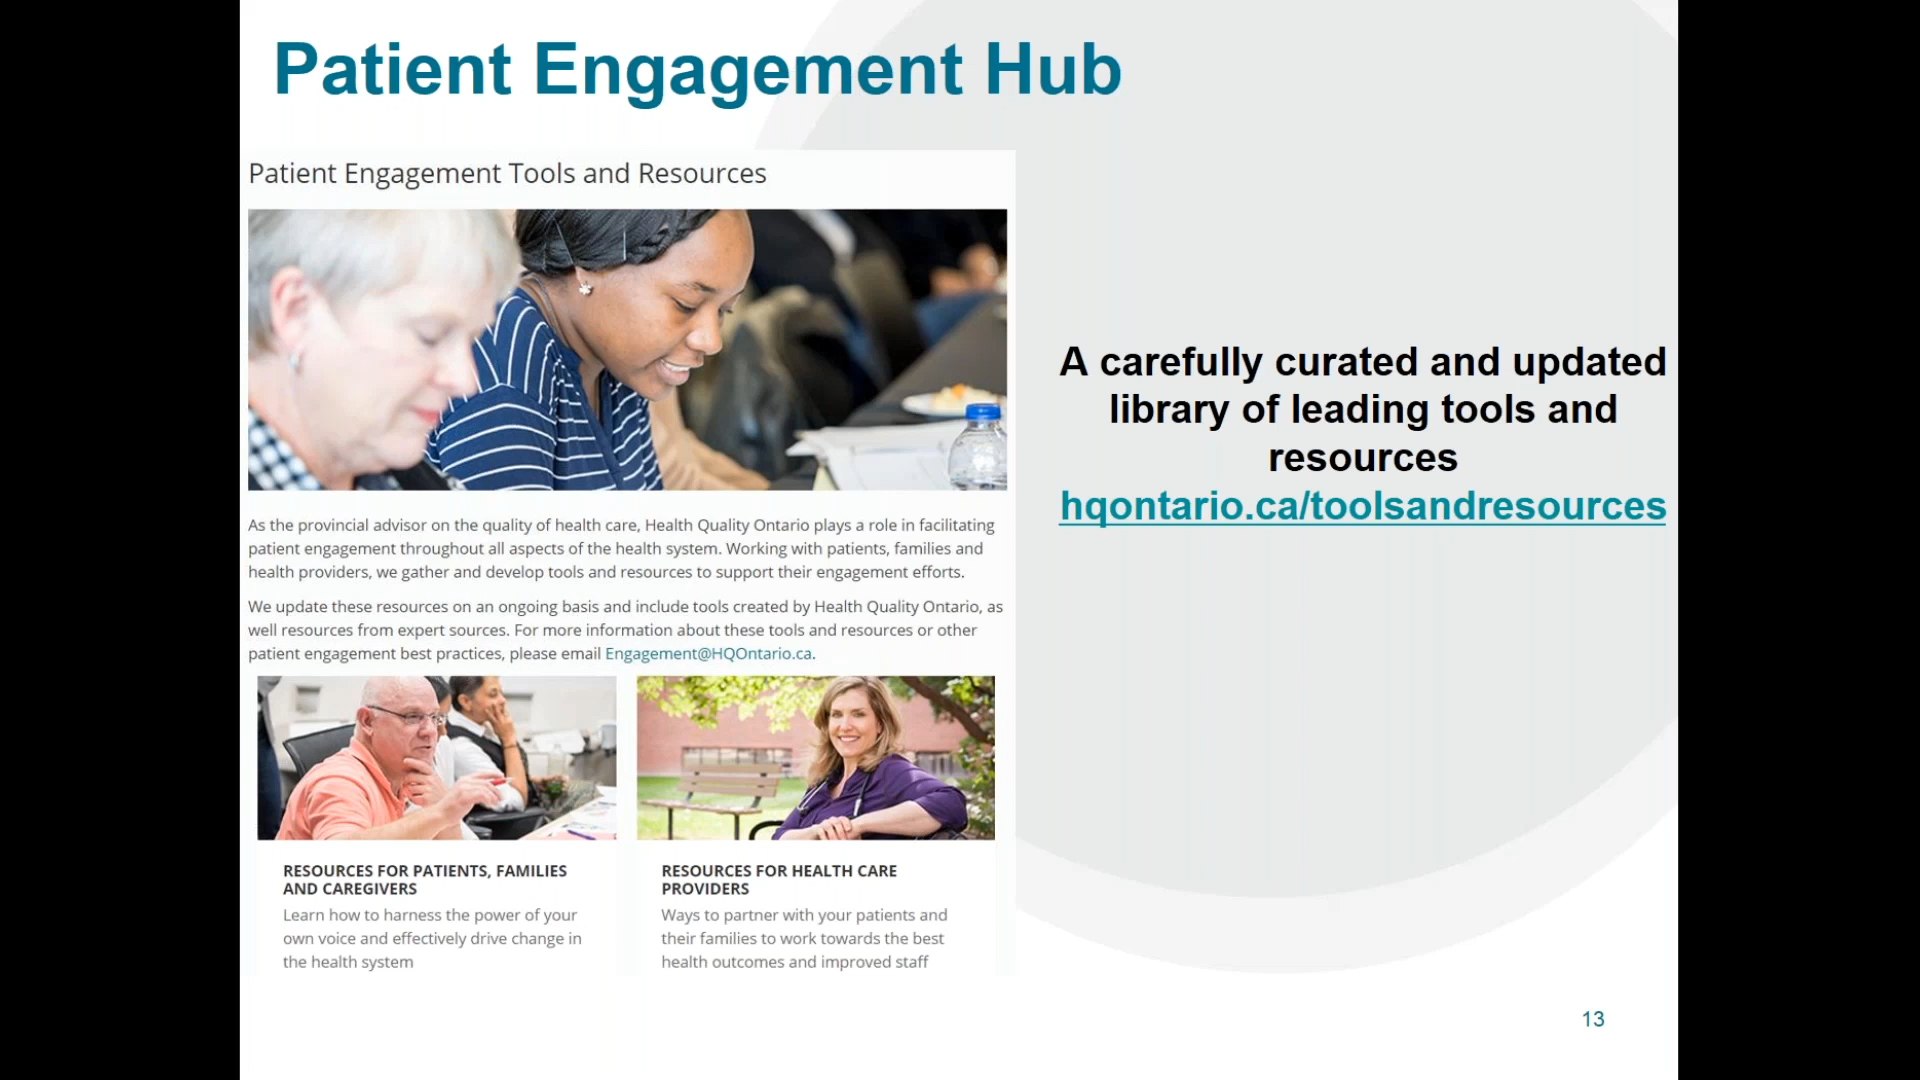 Patient Engagement Hub
Patient Engagement Tools and Resources
As the provincial advisor on the quality of health care, Health Quality Ontario plays a role in facilitating
patient engagement throughout all aspects of the health system. Working with patients, families and
health providers, we gather and develop tools and resources to support their engagement efforts.
We update these resources on an ongoing basis and include tools created by Health Quality Ontario, as
well resources from expert sources. For more information about these tools and resources or other
patient engagement best practices, please email Engagement@HQOntario.ca.
RESOURCES FOR PATIENTS, FAMILIES
AND CAREGIVERS
Learn how to harness the power of your
own voice and effectively drive change in
the health system
RESOURCES FOR HEALTH CARE
PROVIDERS
Ways to partner with your patients and
their families to work towards the best
health outcomes and improved staff
A carefully curated and updated
library of leading tools and
resources
hqontario.ca/toolsandresources
13